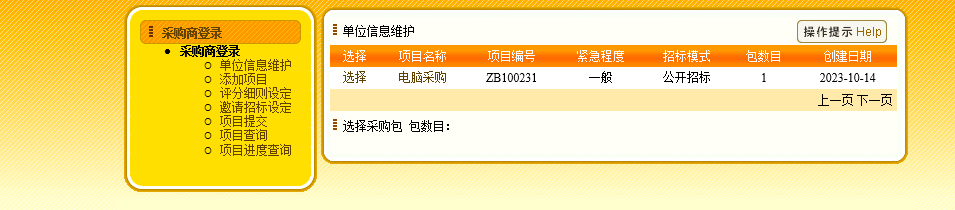 采购商登录
采购商登录
单位信息维护
添加项目
评分细则设定
邀请招标设定
项目提交
项目查询
项目进度查询
单位信息维护
操作提示 Help
选择 项目名称 项目编号 紧急程度 招标模式 包数目 创建日期
选择 电脑采购 ZB100231 一般 公开招标 1 2023-10-14
上一页 下一页
选择采购包 包数目：